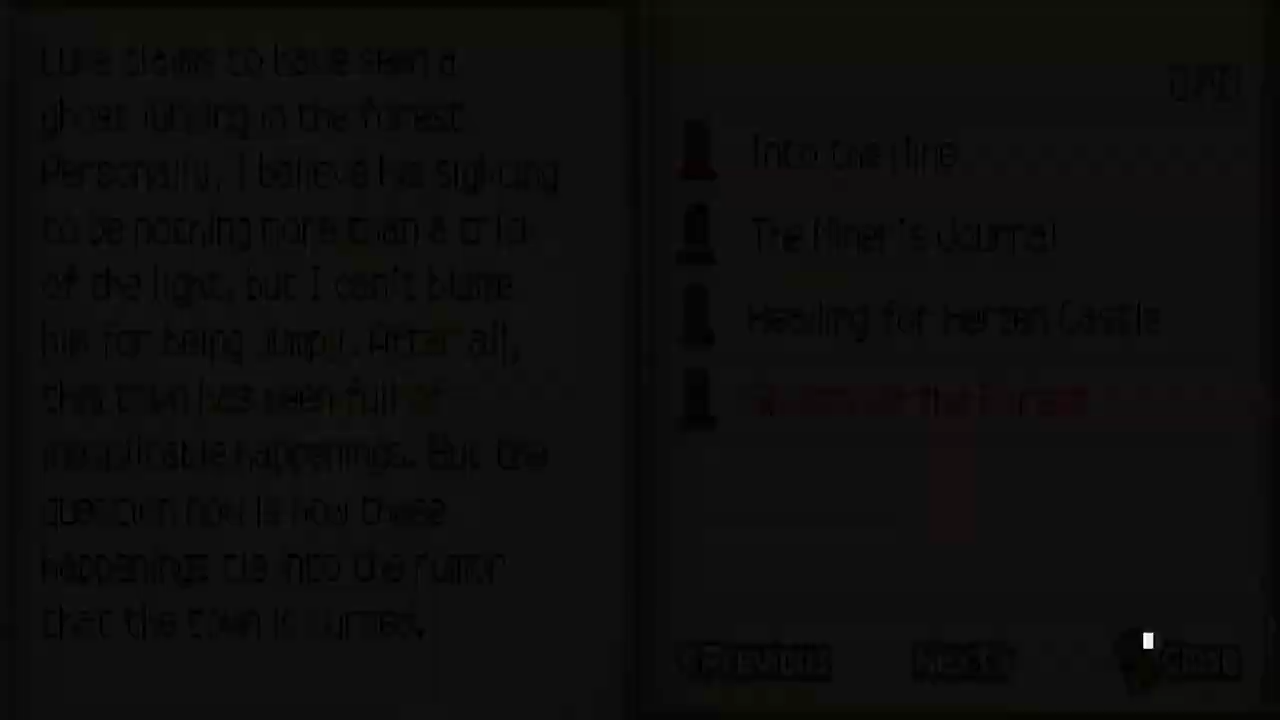 Luke claims to have seen a
ghost lurking in the forest.
Personally, I believe his sighting
to be nothing more than a trick
of the light, but I can't blame
him for being jumpy. After all,
this town has been full of
inexplicable happenings. But the
question now is how these
happenings tie into the rumor
that the town is cursed.
Into the Mine
The Miner's Journal
Heading for Herzen Castle
the Forest
Previous
Next
Close